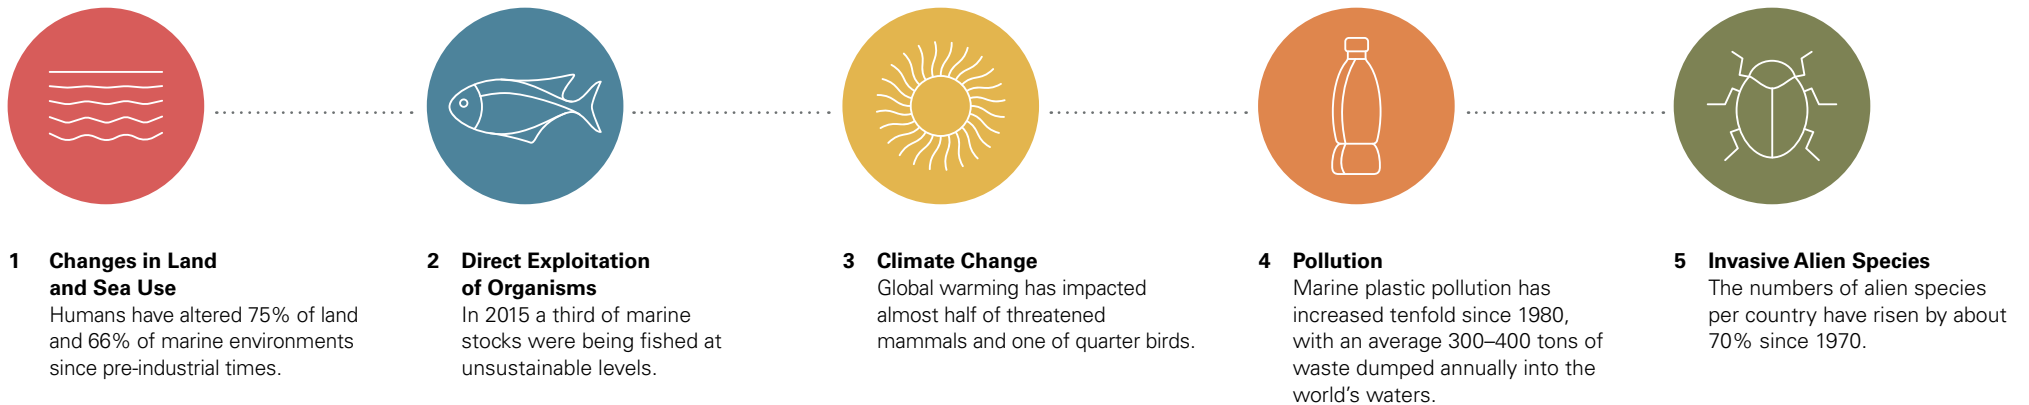 1 Changes in Land
and Sea Use
Humans have altered 75% of land
and 66% of marine environments
since pre-industrial times.
2 Direct Exploitation
of Organisms
In 2015 a third of marine
stocks were being fished at
unsustainable levels.
3 Climate Change
Global warming has impacted
almost half of threatened
mammals and one of quarter birds.
4 Pollution
Marine plastic pollution has
increased tenfold since 1980,
with an average 300–400 tons of
waste dumped annually into the
world’s waters.
5 Invasive Alien Species
The numbers of alien species
per country have risen by about
70% since 1970.